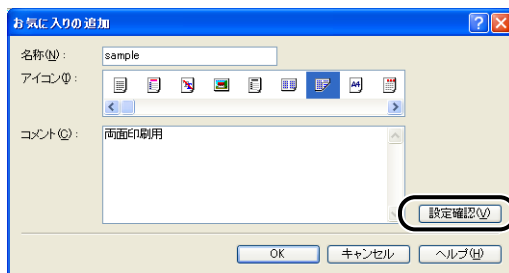 お気に入りの追加
名称(N):
sample
アイコン(I):
A4
コメント(C):
両面印刷用
設定確認(V)
OK
キャンセル
ヘルプ(H)